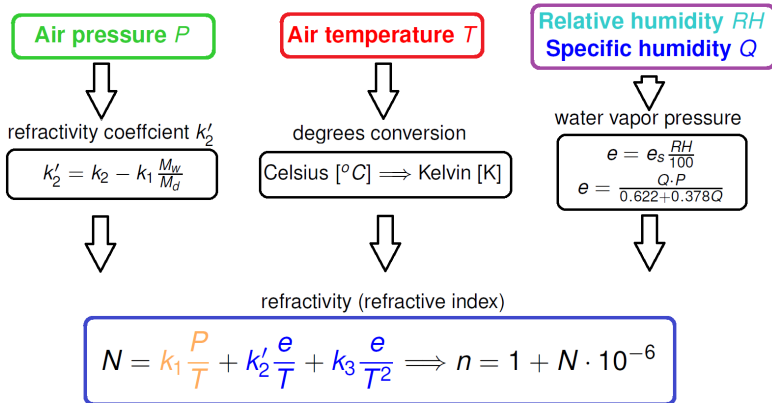 Air pressure P
Air temperature T
Relative humidity RH
Specific humidity Q
refractivity coeffcient k′₂
degrees conversion
water vapor pressure
k′₂ = k₂ − k₁ M_w/M_d
Celsius [°C] ⟹ Kelvin [K]
e = eₛ RH/100
e = Q·P/(0.622+0.378Q)
refractivity (refractive index)
N = k₁ P/T + k′₂ e/T + k₃ e/T² ⟹ n = 1 + N · 10⁻⁶